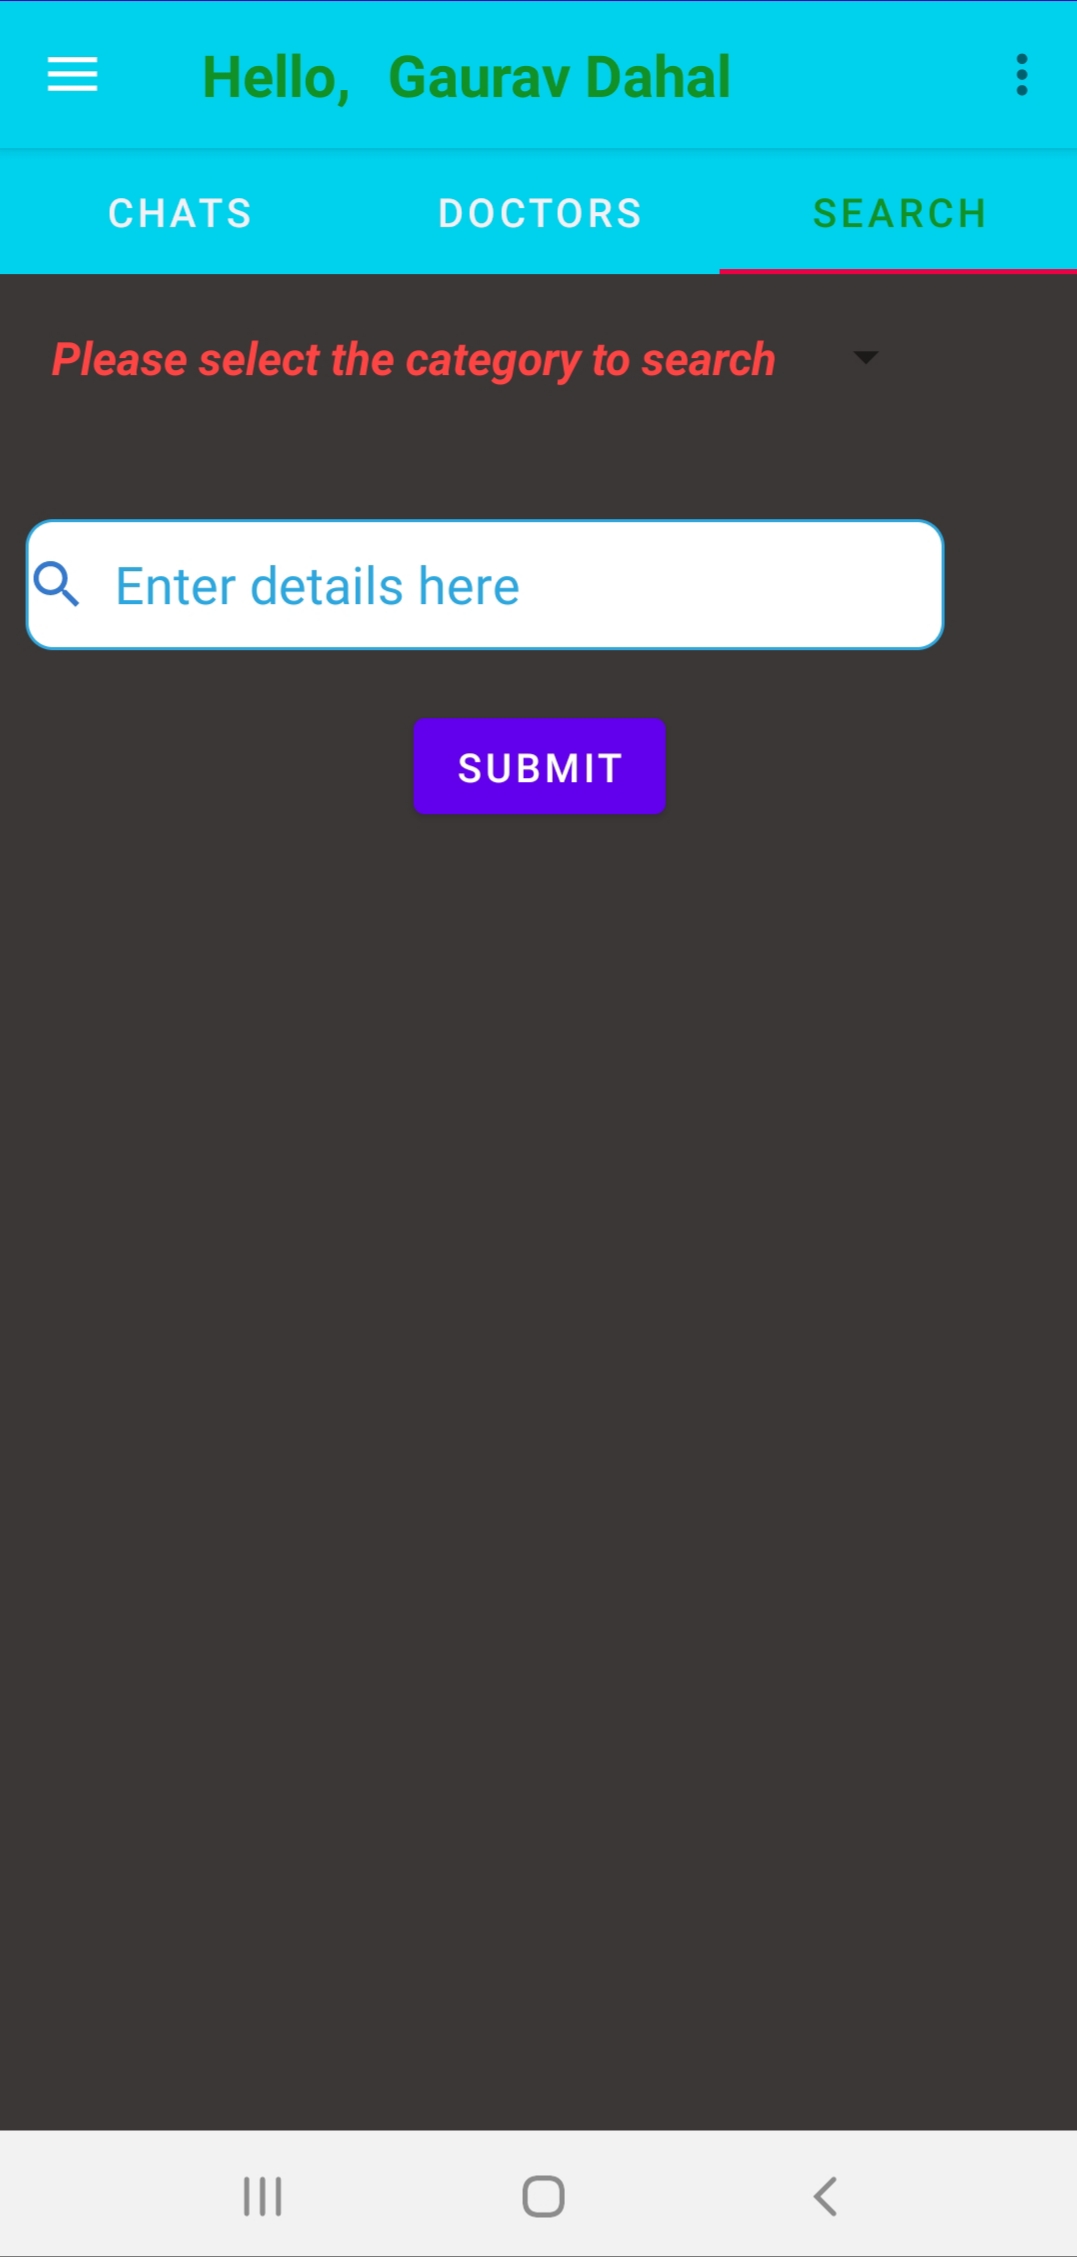 Hello, Gaurav Dahal
CHATS DOCTORS SEARCH
Please select the category to search
Enter details here
SUBMIT